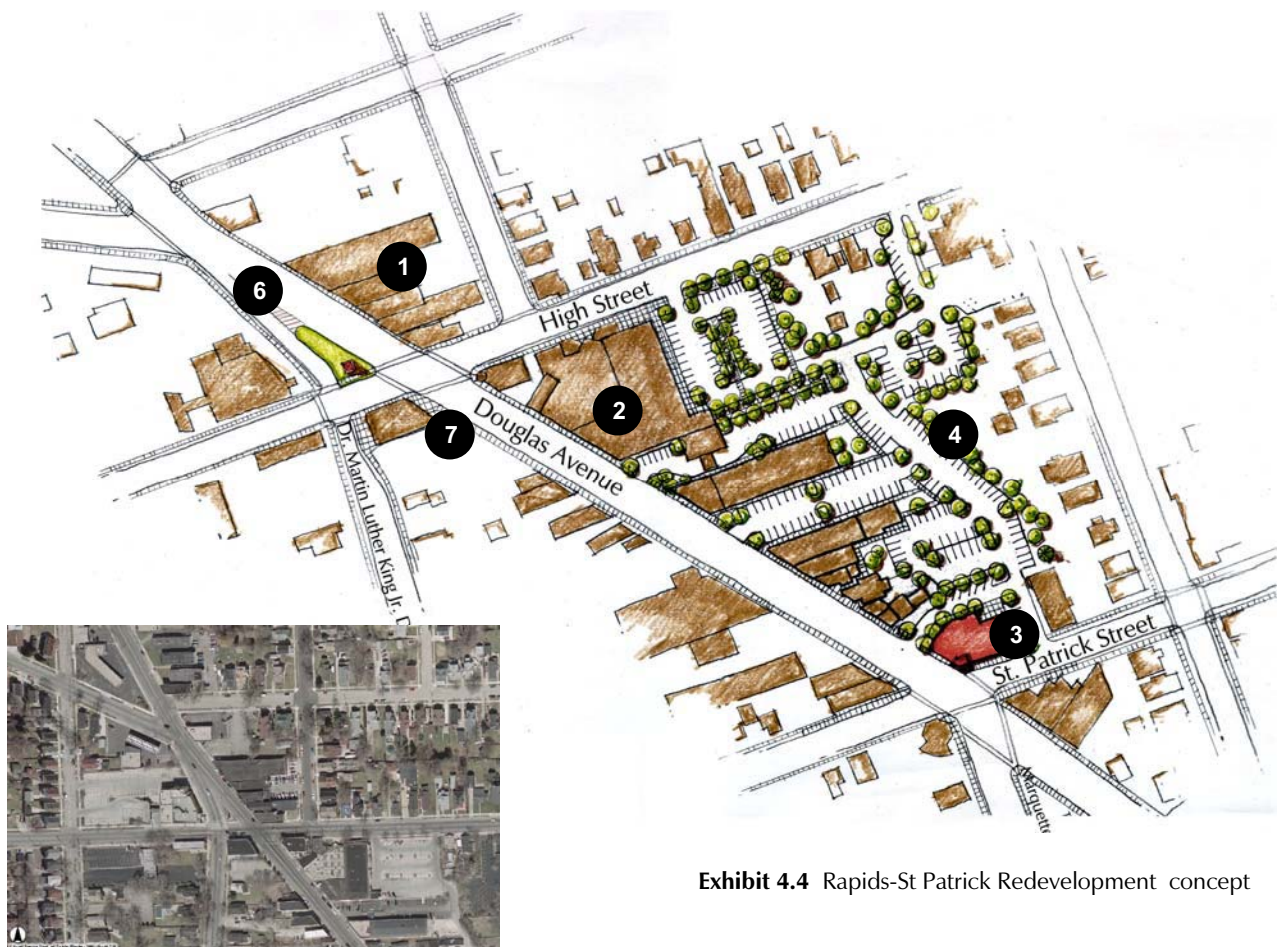 1
6
High Street
2
7
Douglas Avenue
4
Dr. Martin Luther King Jr. D
3
St. Patrick Street
Marquette
Exhibit 4.4 Rapids-St Patrick Redevelopment concept